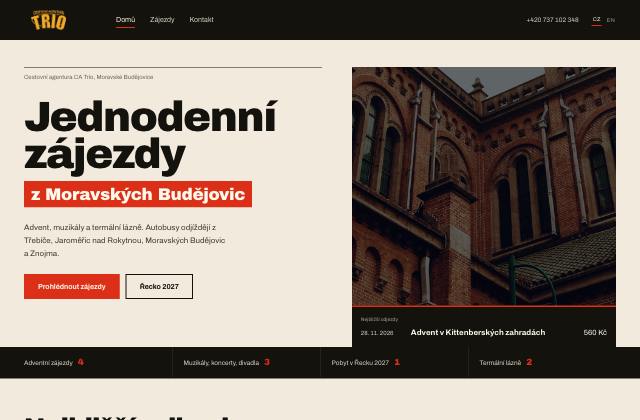 TRIO
Domů
Zájezdy
Kontakt
+420 737 102 348
CZ
EN
Cestovní agentura CA Trio, Moravské Budějovice
Jednodenní
zájezdy
z Moravských Budějovic
Advent, muzikály a termální lázně. Autobusy odjíždějí z
Třebíče, Jaroměřic nad Rokytnou, Moravských Budějovic
a Znojma.
Prohlédnout zájezdy
Řecko 2027
Nejbližší odjezdy
28. 11. 2026
Advent v Kittenberských zahradách
560 Kč
Adventní zájezdy 4
Muzikály, koncerty, divadla 3
Pobyt v Řecku 2027 1
Termální lázně 2